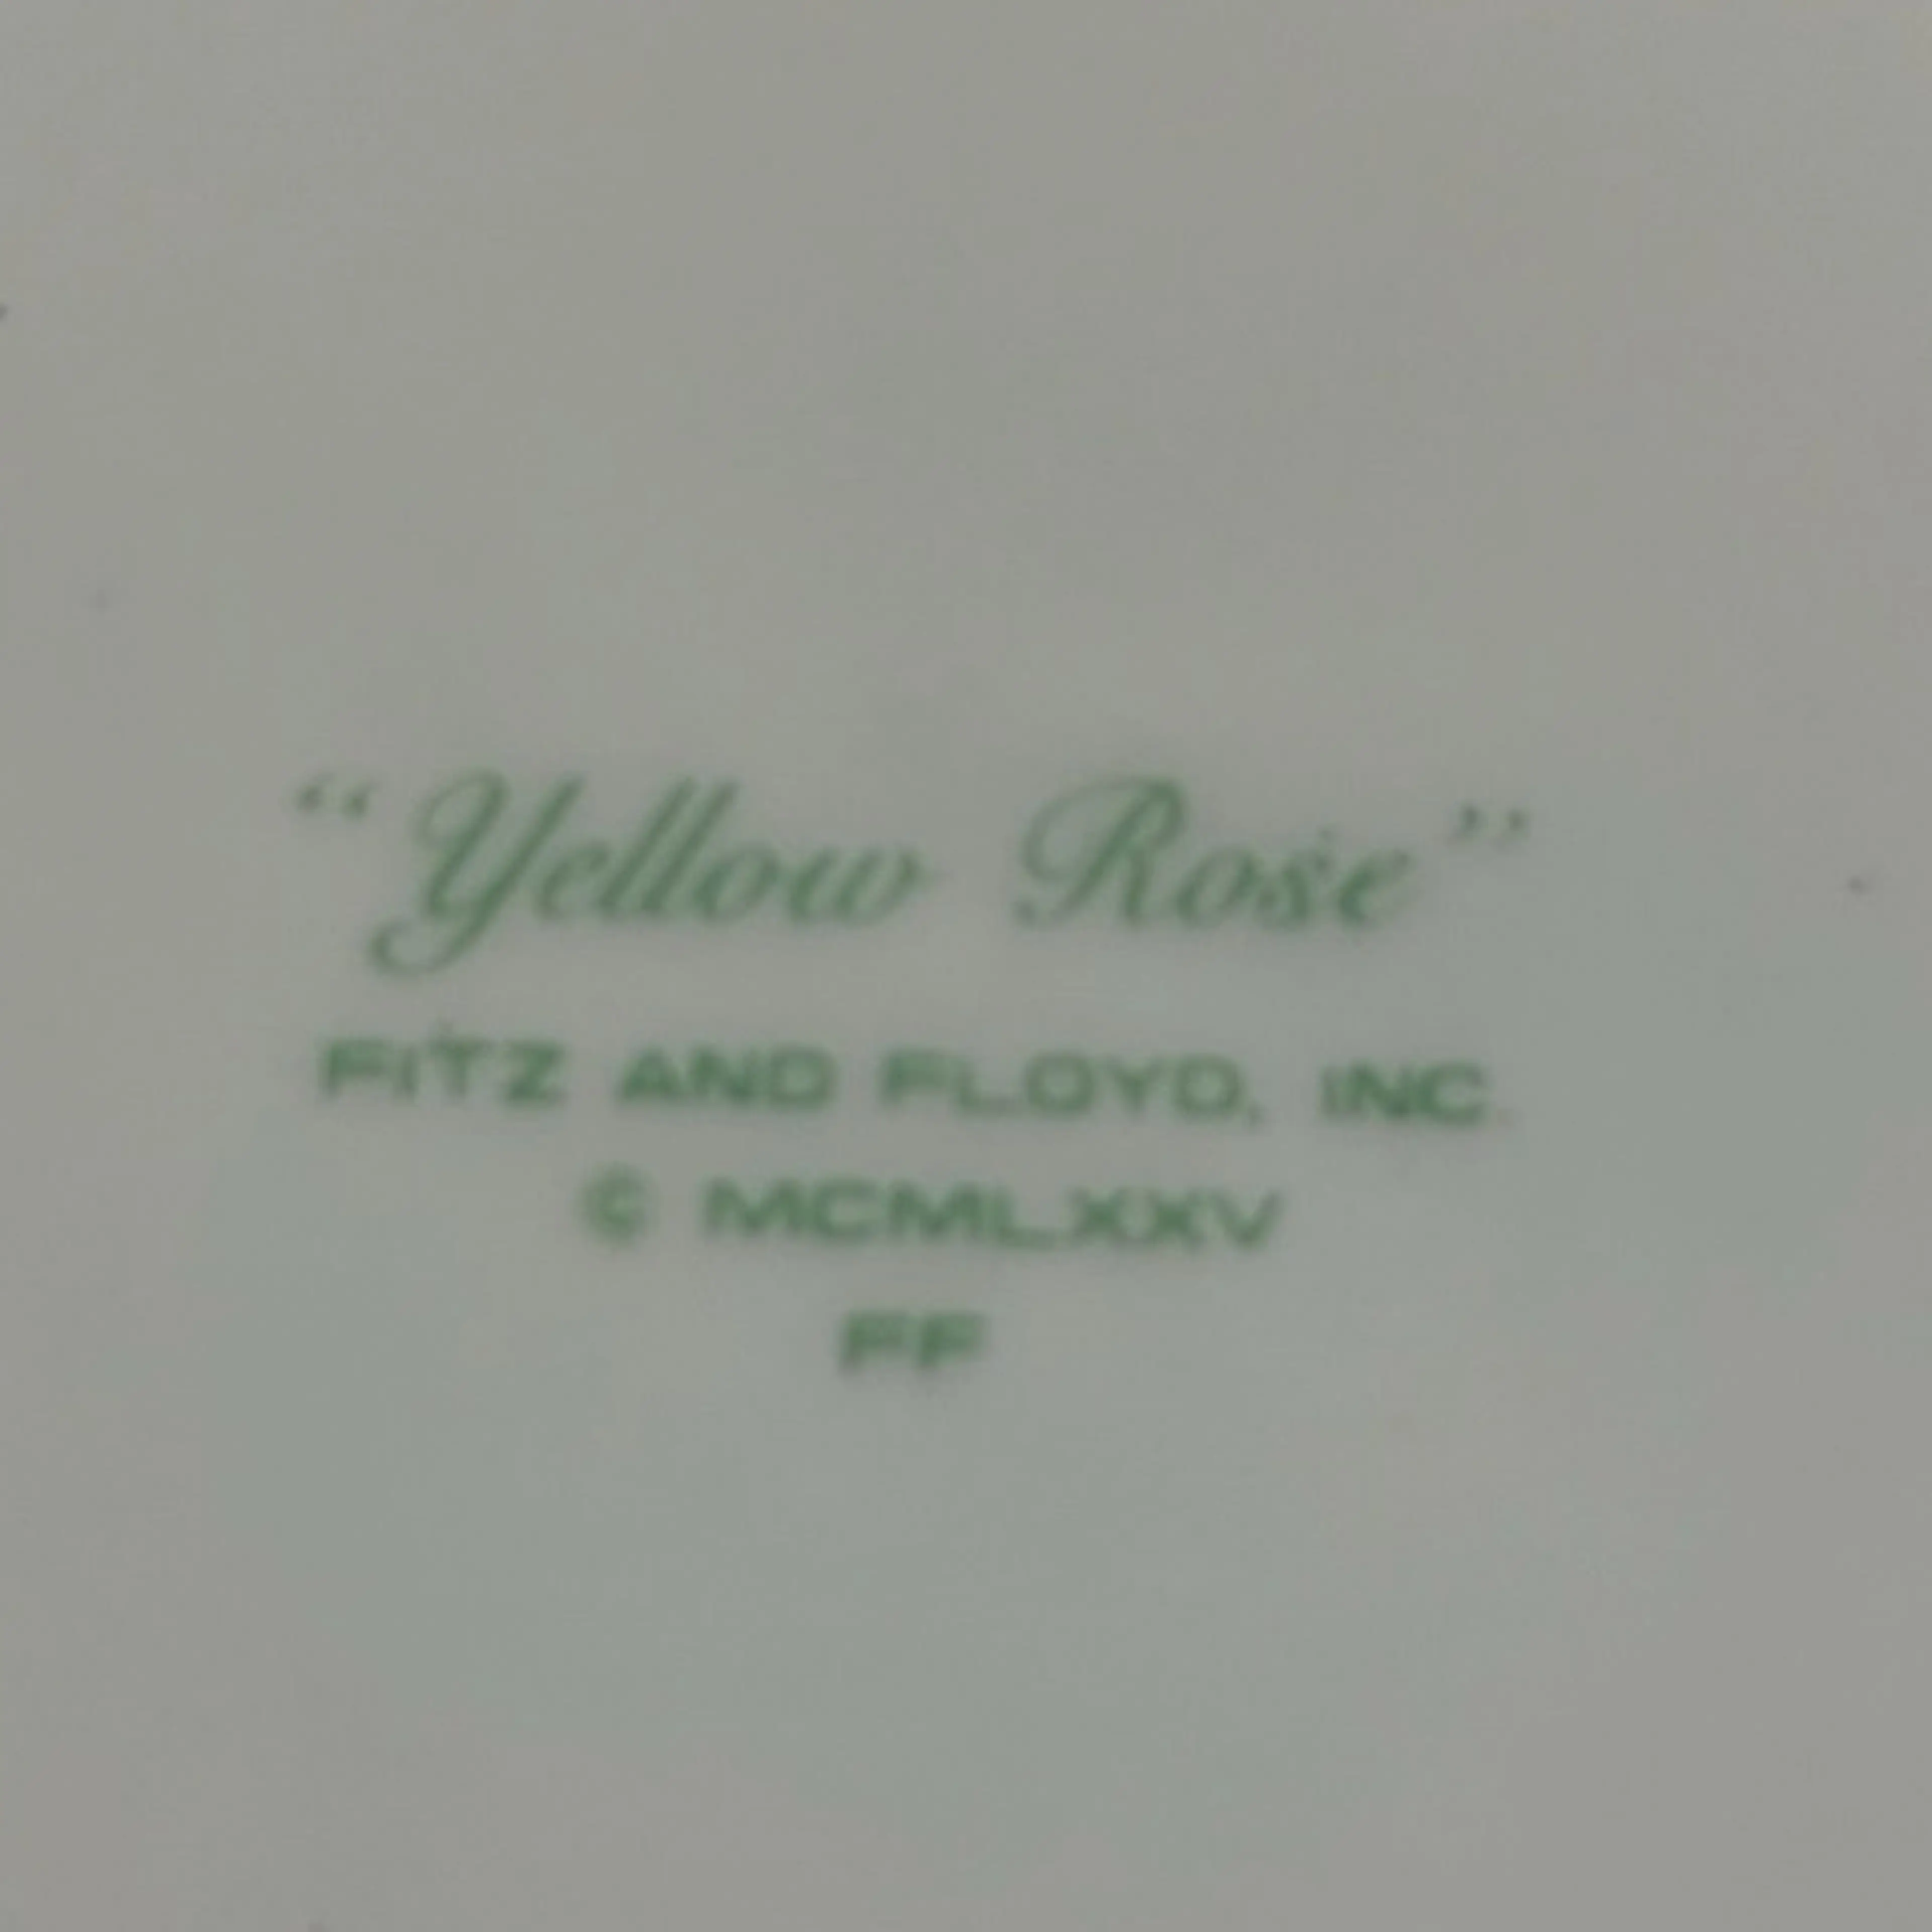 “Yellow Rose”
FITZ AND FLOYD, INC.
© MCMLXXV
FF